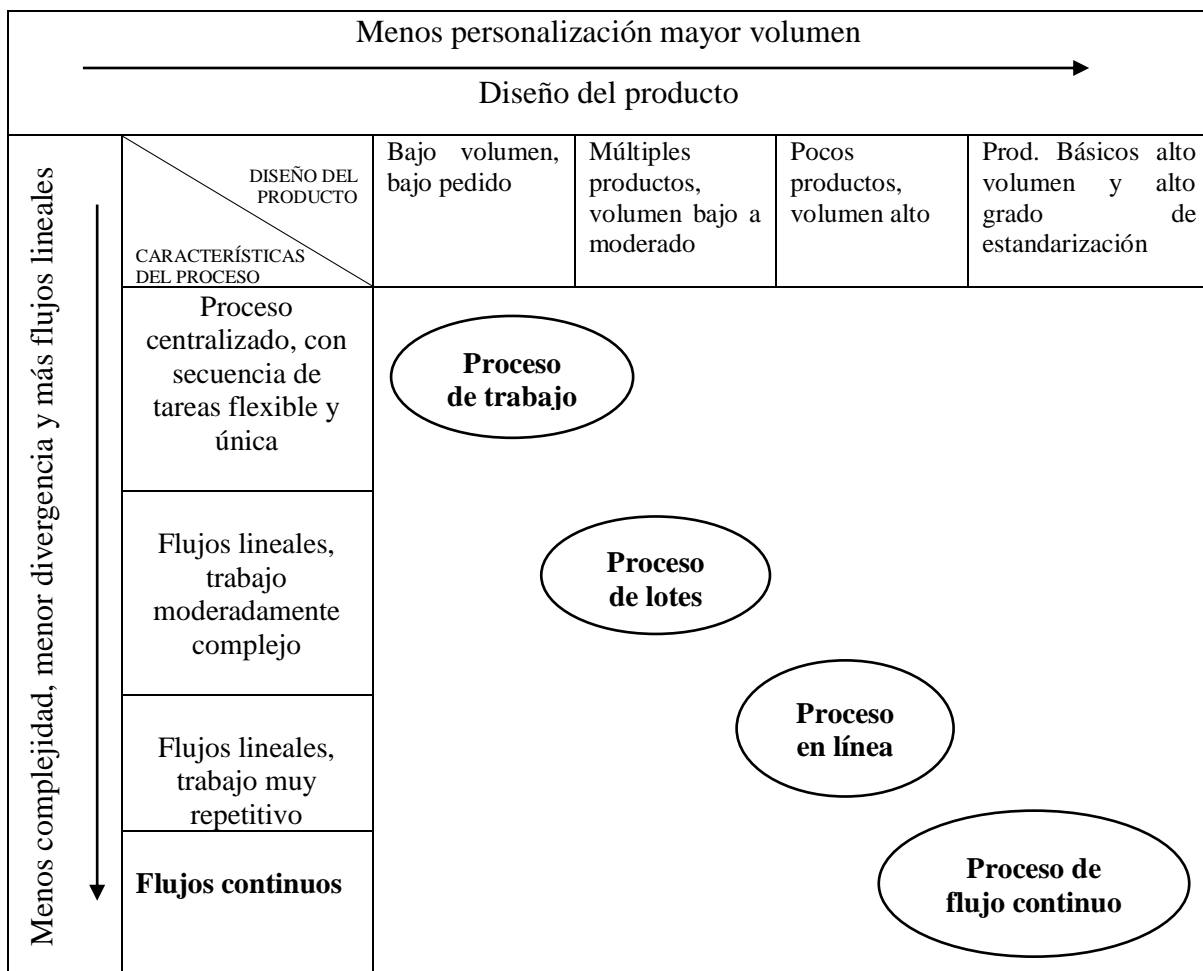 Menos personalización mayor volumen
Diseño del producto
Menos complejidad, menor divergencia y más flujos lineales
DISEÑO DEL
PRODUCTO
CARACTERÍSTICAS
DEL PROCESO
Bajo volumen,
bajo pedido
Múltiples
productos,
volumen bajo a
moderado
Pocos
productos,
volumen alto
Prod. Básicos alto
volumen y alto
grado de
estandarización
Proceso
centralizado, con
secuencia de
tareas flexible y
única
Proceso
de trabajo
Flujos lineales,
trabajo
moderadamente
complejo
Proceso
de lotes
Flujos lineales,
trabajo muy
repetitivo
Proceso
en línea
Flujos continuos
Proceso de
flujo continuo